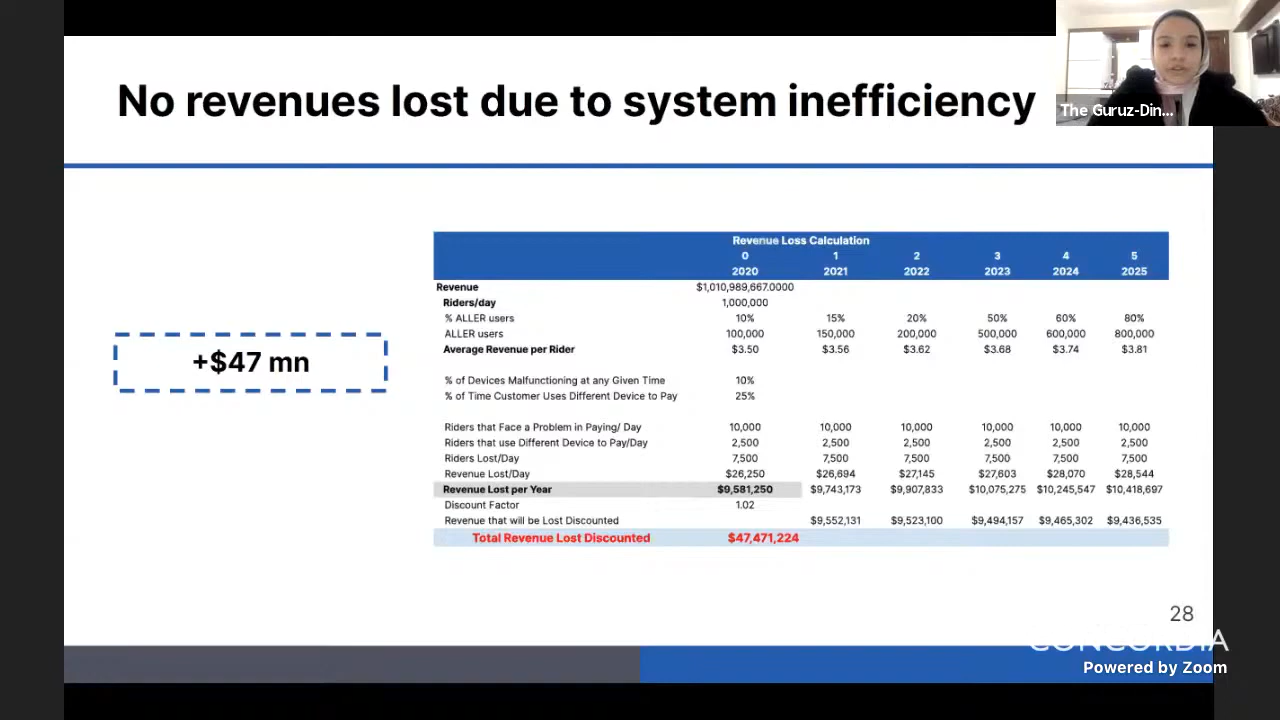 No revenues lost due to system inefficiency
The Guruz-Din...
+$47 mn
Revenue Loss Calculation
0 1 2 3 4 5
2020 2021 2022 2023 2024 2025
Revenue $1,010,989,667.0000
Riders/day 1,000,000
% ALLER users 10% 15% 20% 50% 60% 80%
ALLER users 100,000 150,000 200,000 500,000 600,000 800,000
Average Revenue per Rider $3.50 $3.56 $3.62 $3.68 $3.74 $3.81
% of Devices Malfunctioning at any Given Time 10%
% of Time Customer Uses Different Device to Pay 25%
Riders that Face a Problem in Paying/ Day 10,000 10,000 10,000 10,000 10,000 10,000
Riders that use Different Device to Pay/Day 2,500 2,500 2,500 2,500 2,500 2,500
Riders Lost/Day 7,500 7,500 7,500 7,500 7,500 7,500
Revenue Lost/Day $26,250 $26,694 $27,145 $27,603 $28,070 $28,544
Revenue Lost per Year $9,581,250 $9,743,173 $9,907,833 $10,075,275 $10,245,547 $10,418,697
Discount Factor 1.02
Revenue that will be Lost Discounted $9,552,131 $9,523,100 $9,494,157 $9,465,302 $9,436,535
Total Revenue Lost Discounted $47,471,224
28
CONCORDIA
Powered by Zoom